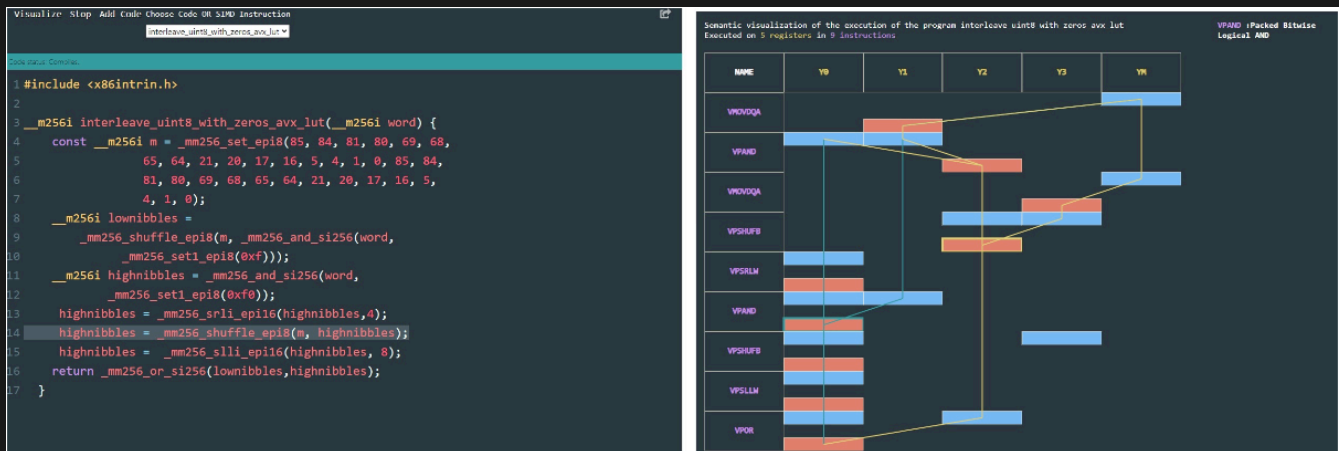 Visualize Stop Add Code Choose Code OR SIMD Instruction
interleave_uint8_with_zeros_avx_lut
Code status: Compiles.
1 #include <x86intrin.h>
2
3 __m256i interleave_uint8_with_zeros_avx_lut(__m256i word) {
4 const __m256i m = _mm256_set_epi8(85, 84, 81, 80, 69, 68,
5 65, 64, 21, 20, 17, 16, 5, 4, 1, 0, 85, 84,
6 81, 80, 69, 68, 65, 64, 21, 20, 17, 16, 5,
7 4, 1, 0);
8 __m256i lownibbles =
9 _mm256_shuffle_epi8(m, _mm256_and_si256(word,
10 _mm256_set1_epi8(0xf)));
11 __m256i highnibbles = _mm256_and_si256(word,
12 _mm256_set1_epi8(0xf0));
13 highnibbles = _mm256_srli_epi16(highnibbles,4);
14 highnibbles = _mm256_shuffle_epi8(m, highnibbles);
15 highnibbles = _mm256_slli_epi16(highnibbles, 8);
16 return _mm256_or_si256(lownibbles,highnibbles);
17 }
Semantic visualization of the execution of the program interleave uint8 with zeros avx lut
Executed on 5 registers in 9 instructions
VPAND :Packed Bitwise
Logical AND
NAME Y0 Y1 Y2 Y3 YM
VMOVDQA
VPAND
VMOVDQA
VPSHUFB
VPSRLW
VPAND
VPSHUFB
VPSLLW
VPOR